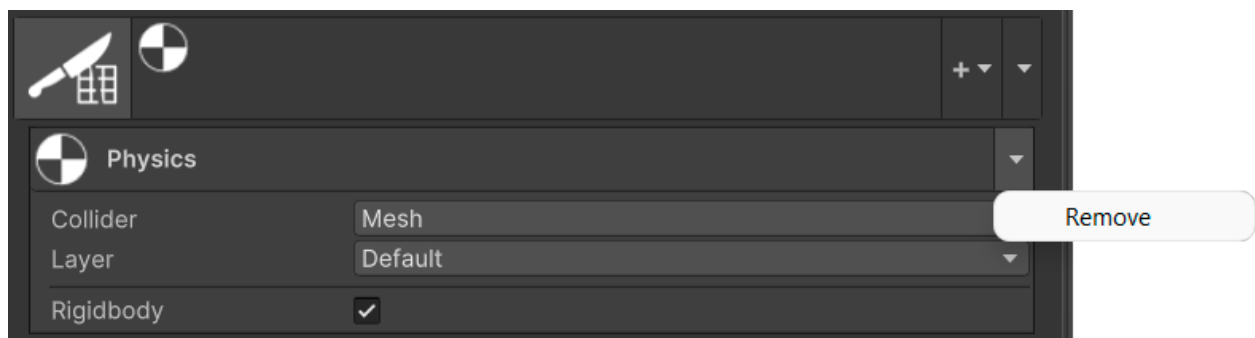 +
Physics
Collider Mesh
Remove
Layer Default
Rigidbody